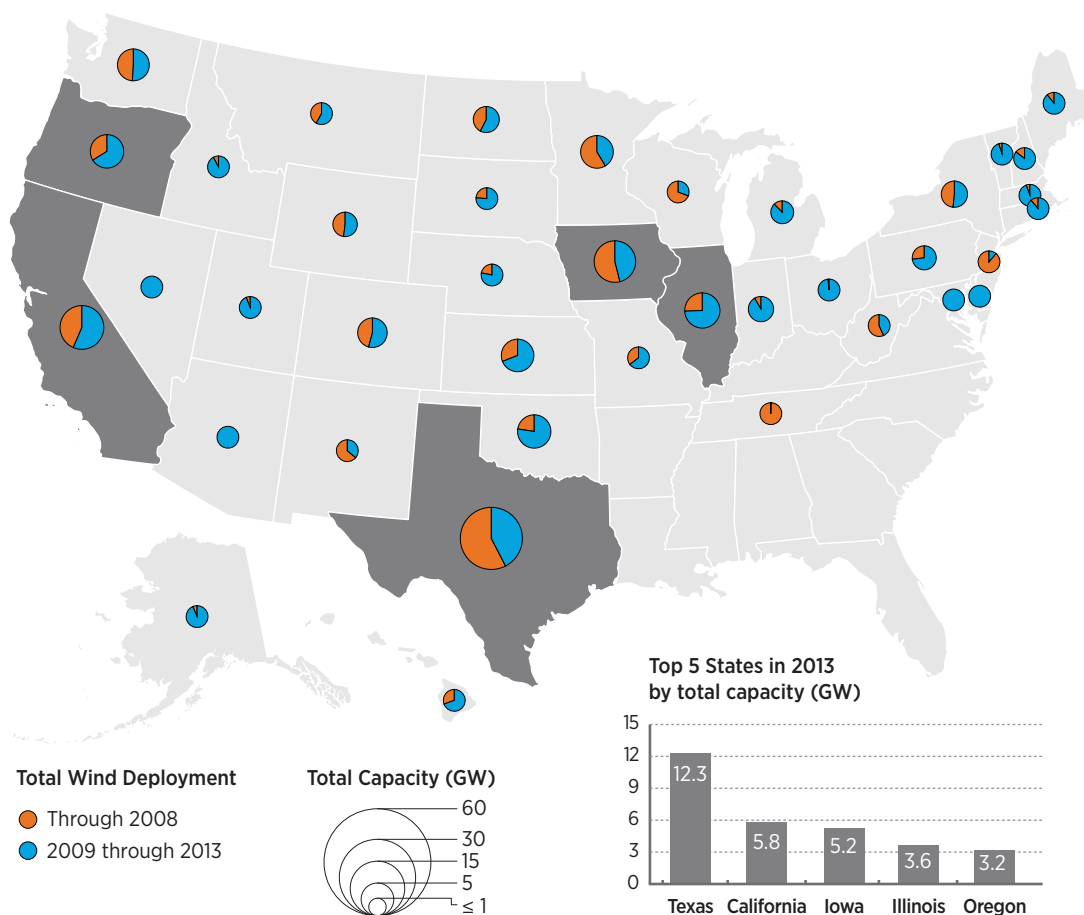 Top 5 States in 2013
by total capacity (GW)
15
12
9
6
3
0
12.3
5.8
5.2
3.6
3.2
Texas
California
Iowa
Illinois
Oregon
Total Wind Deployment
Through 2008
2009 through 2013
Total Capacity (GW)
60
30
15
5
≤ 1